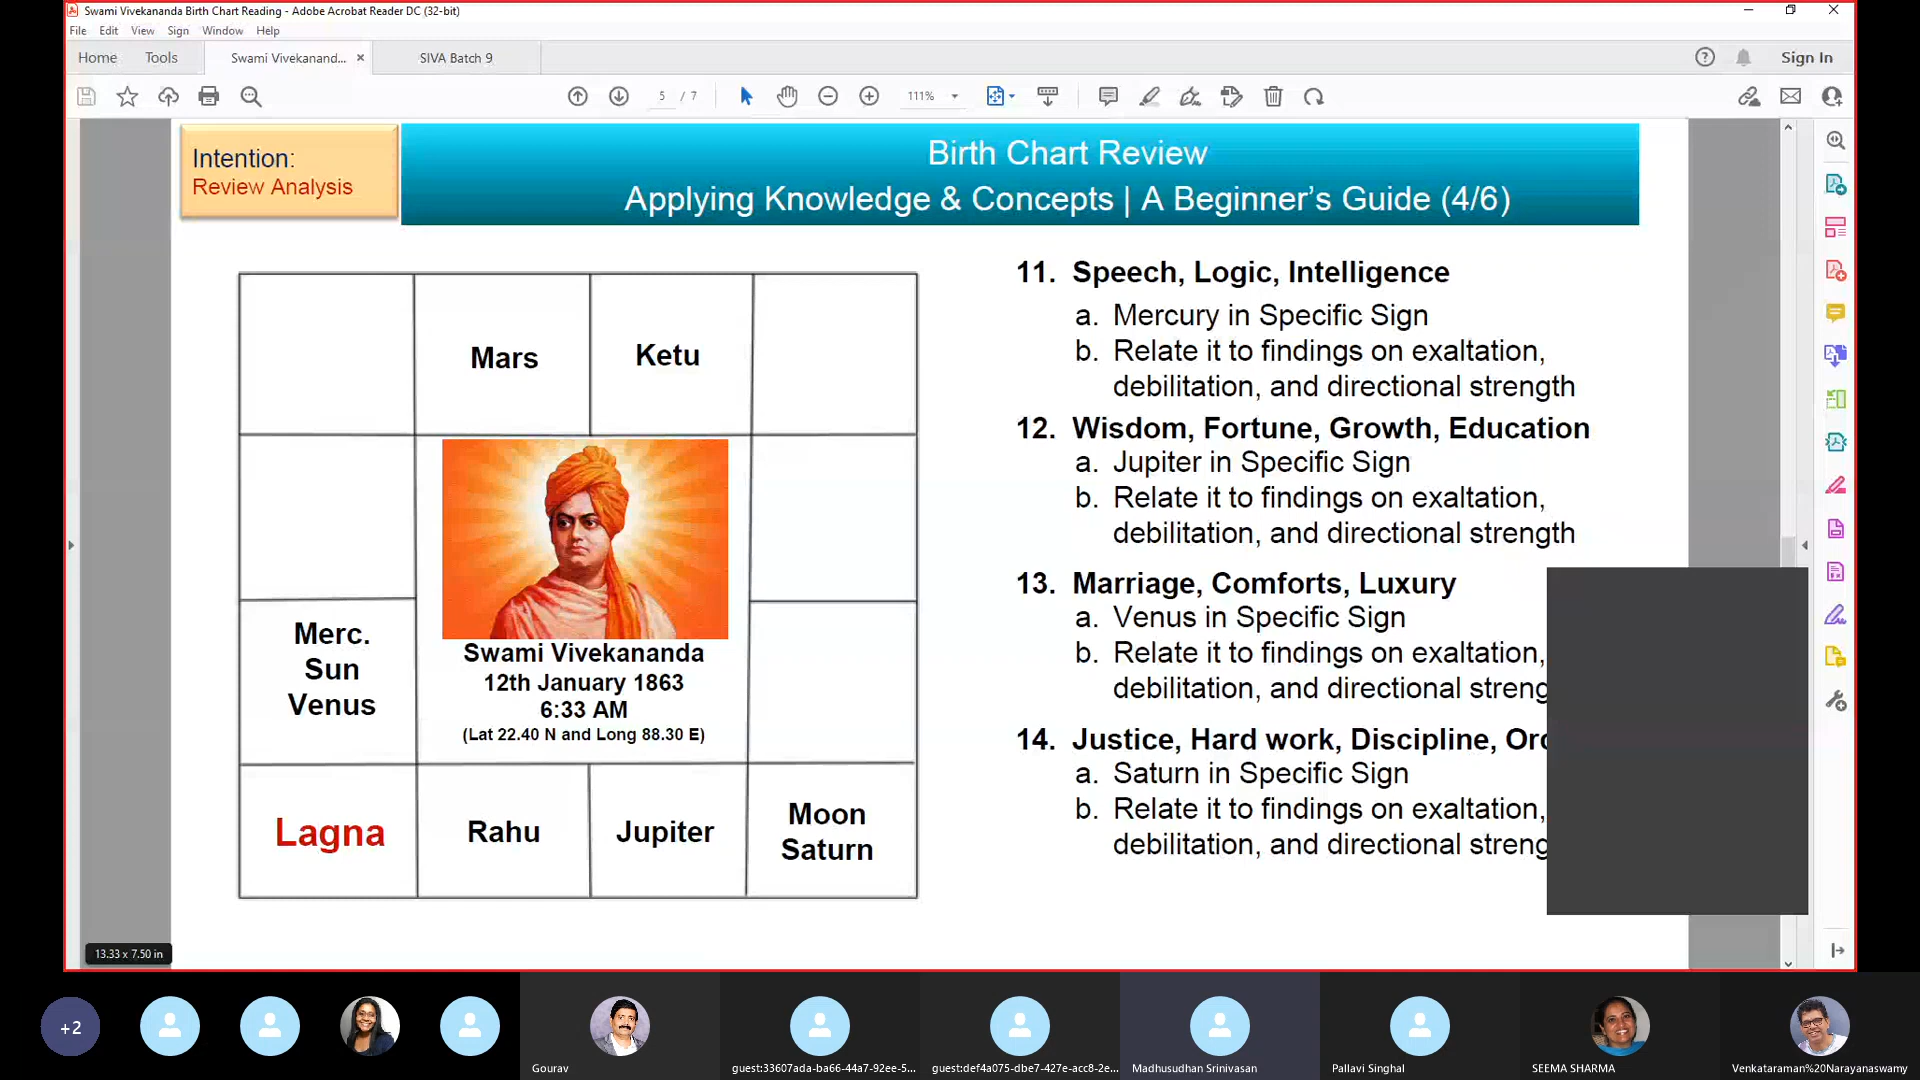 Swami Vivekananda Birth Chart Reading - Adobe Acrobat Reader DC (32-bit)
File Edit View Sign Window Help
Home Tools Swami Vivekanand... × SIVA Batch 9 Sign In
5 / 7 111%
Intention:
Review Analysis
Birth Chart Review
Applying Knowledge & Concepts | A Beginner’s Guide (4/6)
Mars
Ketu
Merc.
Sun
Venus
Swami Vivekananda
12th January 1863
6:33 AM
(Lat 22.40 N and Long 88.30 E)
Lagna
Rahu
Jupiter
Moon
Saturn
11. Speech, Logic, Intelligence
a. Mercury in Specific Sign
b. Relate it to findings on exaltation,
debilitation, and directional strength
12. Wisdom, Fortune, Growth, Education
a. Jupiter in Specific Sign
b. Relate it to findings on exaltation,
debilitation, and directional strength
13. Marriage, Comforts, Luxury
a. Venus in Specific Sign
b. Relate it to findings on exaltation,
debilitation, and directional streng
14. Justice, Hard work, Discipline, Ord
a. Saturn in Specific Sign
b. Relate it to findings on exaltation,
debilitation, and directional streng
13.33 x 7.50 in
+2
Gourav
guest:33607ada-ba66-44a7-92ee-5...
guest:def4a075-dbe7-427e-acc8-2e...
Madhusudhan Srinivasan
Pallavi Singhal
SEEMA SHARMA
Venkataraman%20Narayanaswamy